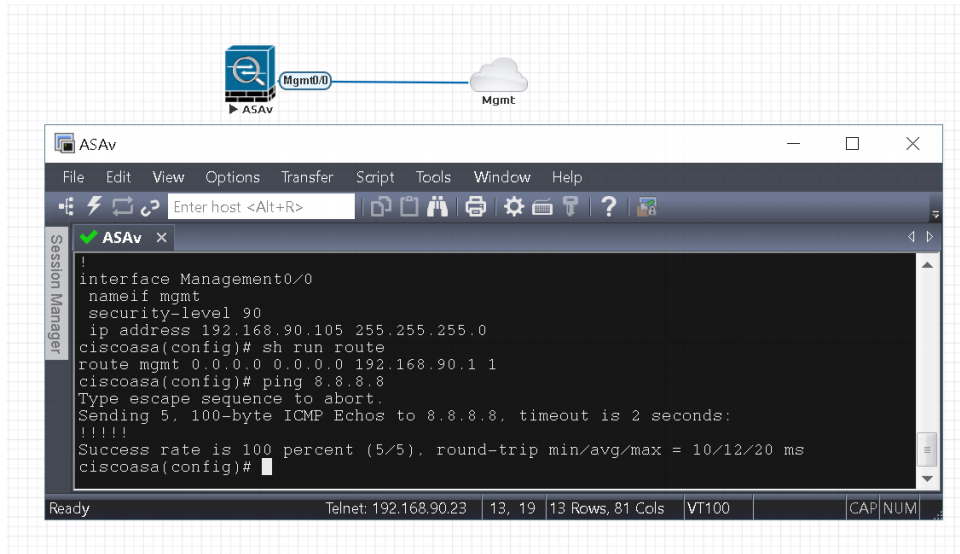 Mgmt0/0
ASAv
Mgmt
ASAv
File Edit View Options Transfer Script Tools Window Help
Enter host <Alt+R>
ASAv
Session Manager
!
interface Management0/0
nameif mgmt
security-level 90
ip address 192.168.90.105 255.255.255.0
ciscoasa(config)# sh run route
route mgmt 0.0.0.0 0.0.0.0 192.168.90.1 1
ciscoasa(config)# ping 8.8.8.8
Type escape sequence to abort.
Sending 5, 100-byte ICMP Echos to 8.8.8.8, timeout is 2 seconds:
!!!!!
Success rate is 100 percent (5/5), round-trip min/avg/max = 10/12/20 ms
ciscoasa(config)#
Ready Telnet: 192.168.90.23 13, 19 13 Rows, 81 Cols VT100 CAP NUM